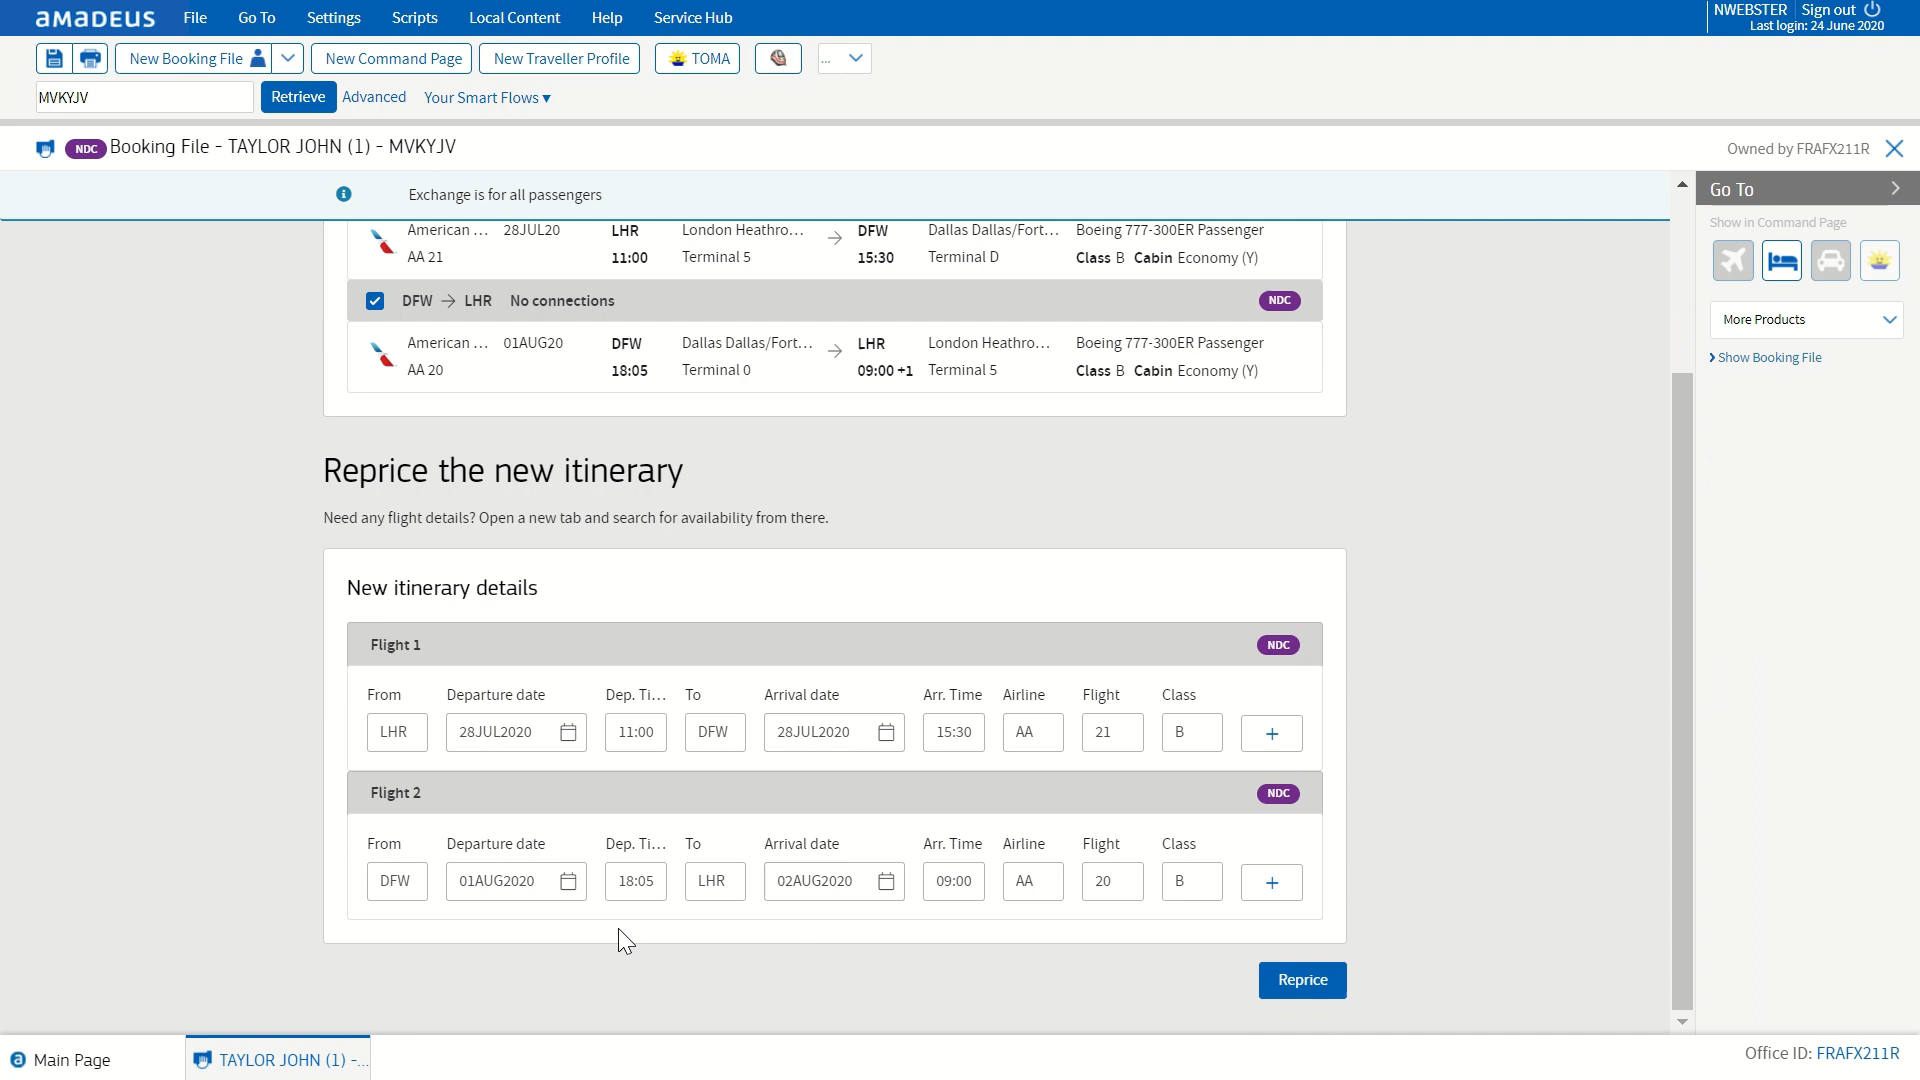 amadeus File Go To Settings Scripts Local Content Help Service Hub NWEBSTER Sign out
Last login: 24 June 2020
New Booking File New Command Page New Traveller Profile TOMA ...
MVKYJV Retrieve Advanced Your Smart Flows
NDC Booking File - TAYLOR JOHN (1) - MVKYJV Owned by FRAFX211R
Exchange is for all passengers
American ... 28JUL20 LHR London Heathro... DFW Dallas Dallas/Fort... Boeing 777-300ER Passenger
AA 21 11:00 Terminal 5 15:30 Terminal D Class B Cabin Economy (Y)
DFW LHR No connections NDC
American ... 01AUG20 DFW Dallas Dallas/Fort... LHR London Heathro... Boeing 777-300ER Passenger
AA 20 18:05 Terminal 0 09:00 +1 Terminal 5 Class B Cabin Economy (Y)
Reprice the new itinerary
Need any flight details? Open a new tab and search for availability from there.
New itinerary details
Flight 1 NDC
From Departure date Dep. Ti... To Arrival date Arr. Time Airline Flight Class
LHR 28JUL2020 11:00 DFW 28JUL2020 15:30 AA 21 B +
Flight 2 NDC
From Departure date Dep. Ti... To Arrival date Arr. Time Airline Flight Class
DFW 01AUG2020 18:05 LHR 02AUG2020 09:00 AA 20 B +
Reprice
Go To
Show in Command Page
More Products
Show Booking File
a Main Page TAYLOR JOHN (1) -... Office ID: FRAFX211R